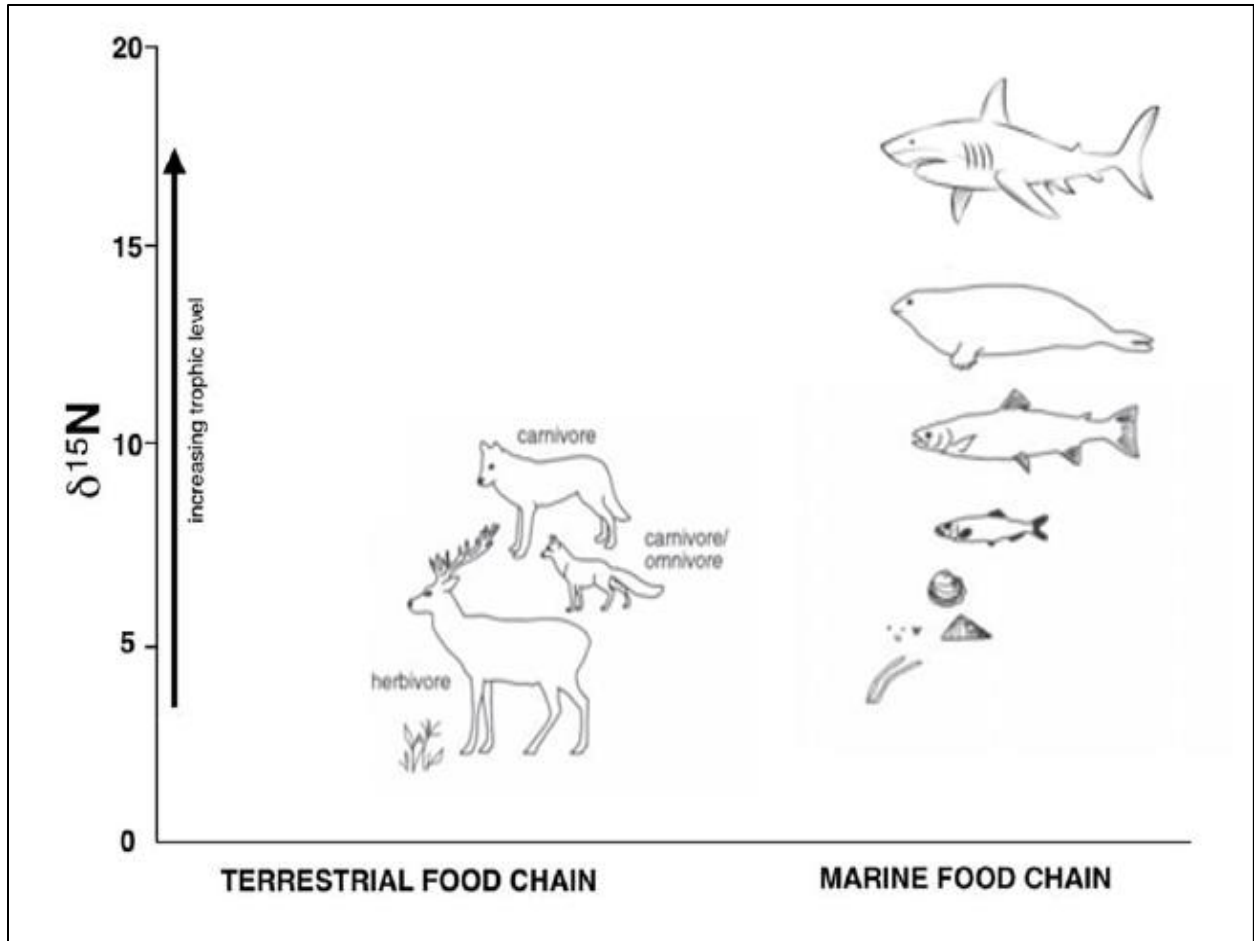 20
15
10
5
0
δ15N
increasing trophic level
carnivore
carnivore/
omnivore
herbivore
TERRESTRIAL FOOD CHAIN
MARINE FOOD CHAIN